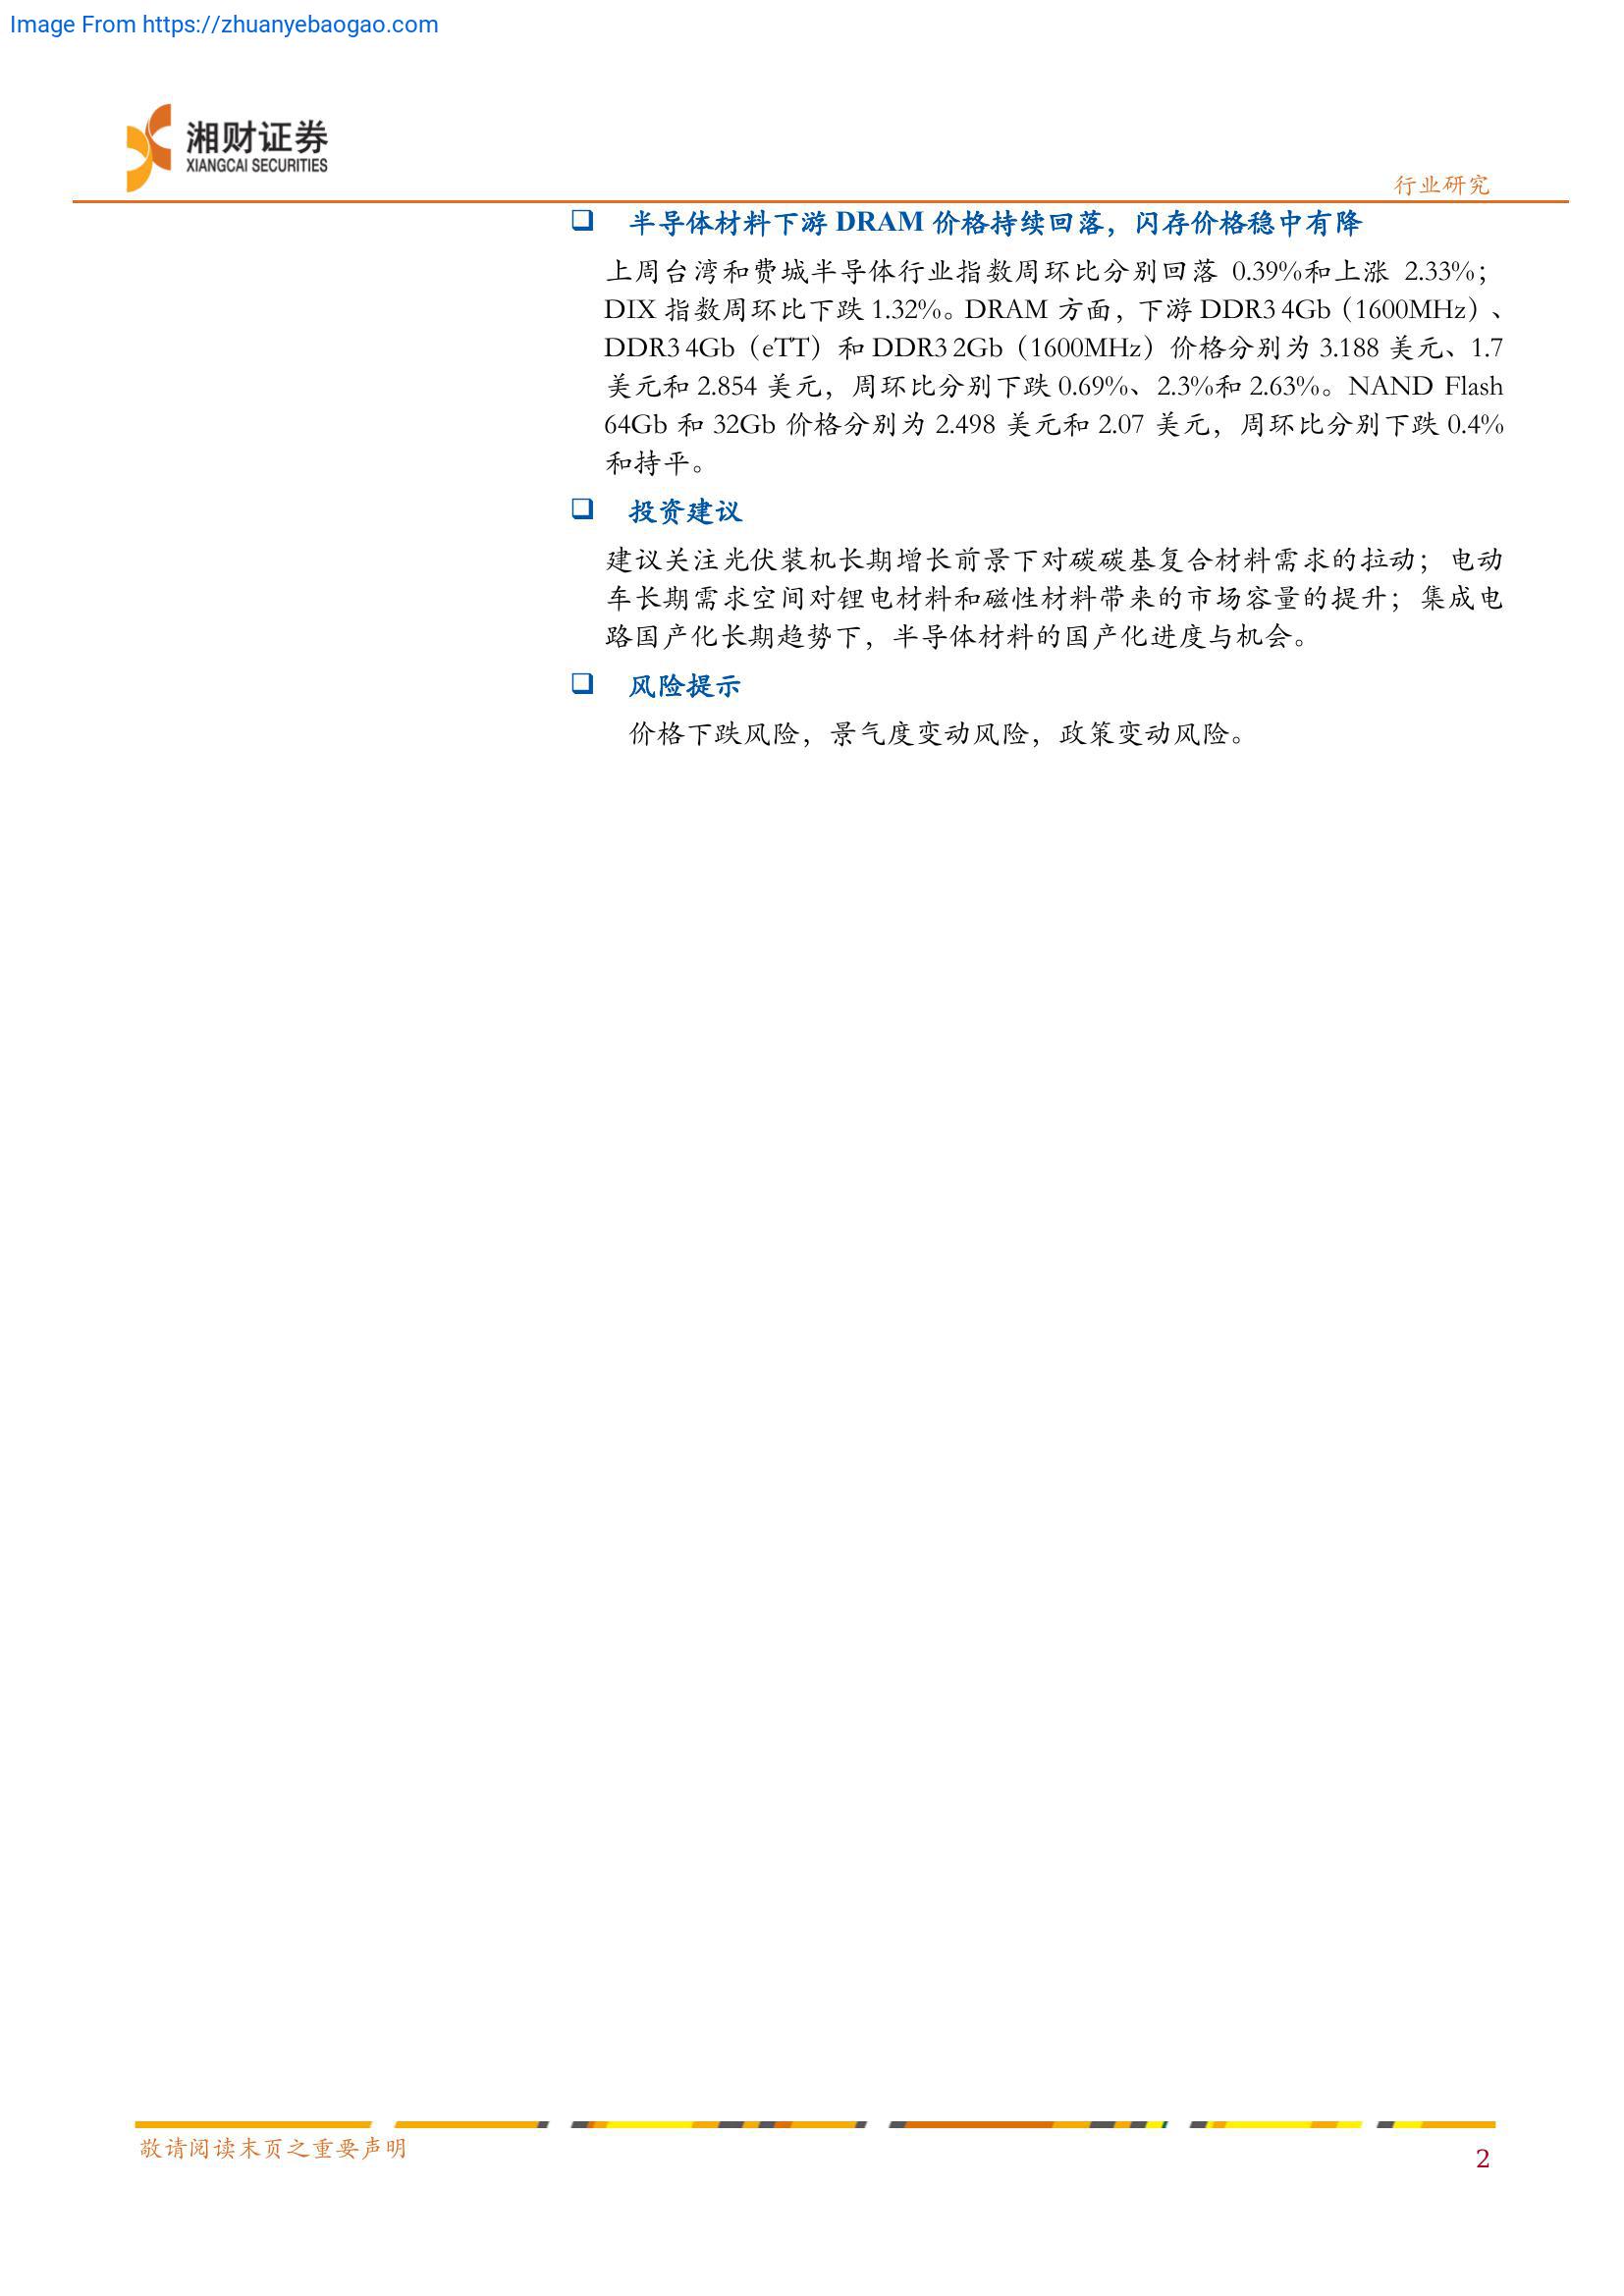 Image From https://zhuanyebaogao.com
湘财证券
XIANGCAI SECURITIES
行业研究
❑ 半导体材料下游 DRAM 价格持续回落，闪存价格稳中有降
上周台湾和费城半导体行业指数周环比分别回落 0.39%和上涨 2.33%；
DIX 指数周环比下跌 1.32%。DRAM 方面，下游 DDR3 4Gb（1600MHz）、
DDR3 4Gb（eTT）和 DDR3 2Gb（1600MHz）价格分别为 3.188 美元、1.7
美元和 2.854 美元，周环比分别下跌 0.69%、2.3%和 2.63%。NAND Flash
64Gb 和 32Gb 价格分别为 2.498 美元和 2.07 美元，周环比分别下跌 0.4%
和持平。
❑ 投资建议
建议关注光伏装机长期增长前景下对碳碳基复合材料需求的拉动；电动
车长期需求空间对锂电材料和磁性材料带来的市场容量的提升；集成电
路国产化长期趋势下，半导体材料的国产化进度与机会。
❑ 风险提示
价格下跌风险，景气度变动风险，政策变动风险。
敬请阅读末页之重要声明
2